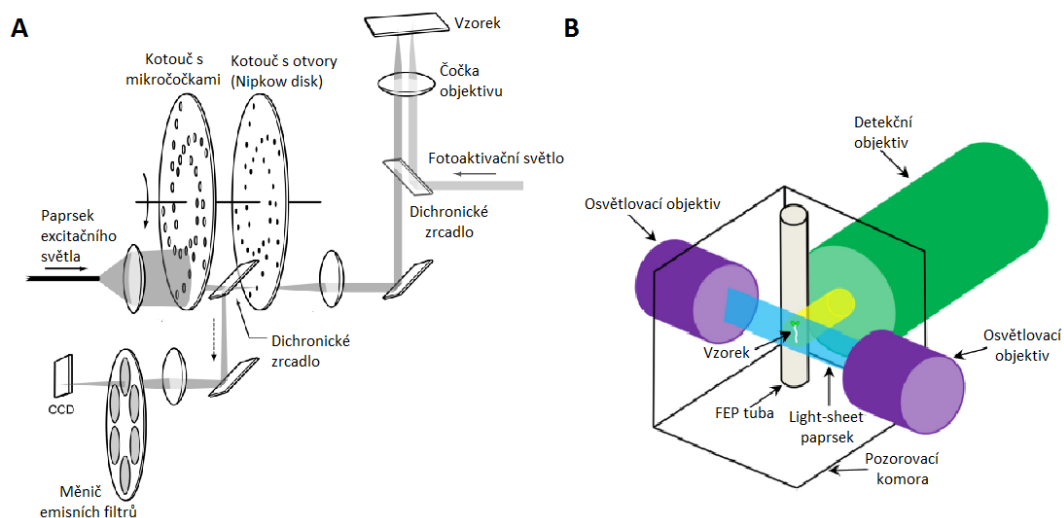 A
Vzorek
Kotouč s
mikročočkami
Kotouč s otvory
(Nipkow disk)
Čočka
objektivu
Fotoaktivační světlo
Dichronické
zrcadlo
Paprsek
excitačního
světla
Dichronické
zrcadlo
CCD
Měnič
emisních filtrů
B
Detekční
objektiv
Osvětlovací objektiv
Vzorek
Osvětlovací
objektiv
FEP tuba
Light-sheet
paprsek
Pozorovací
komora